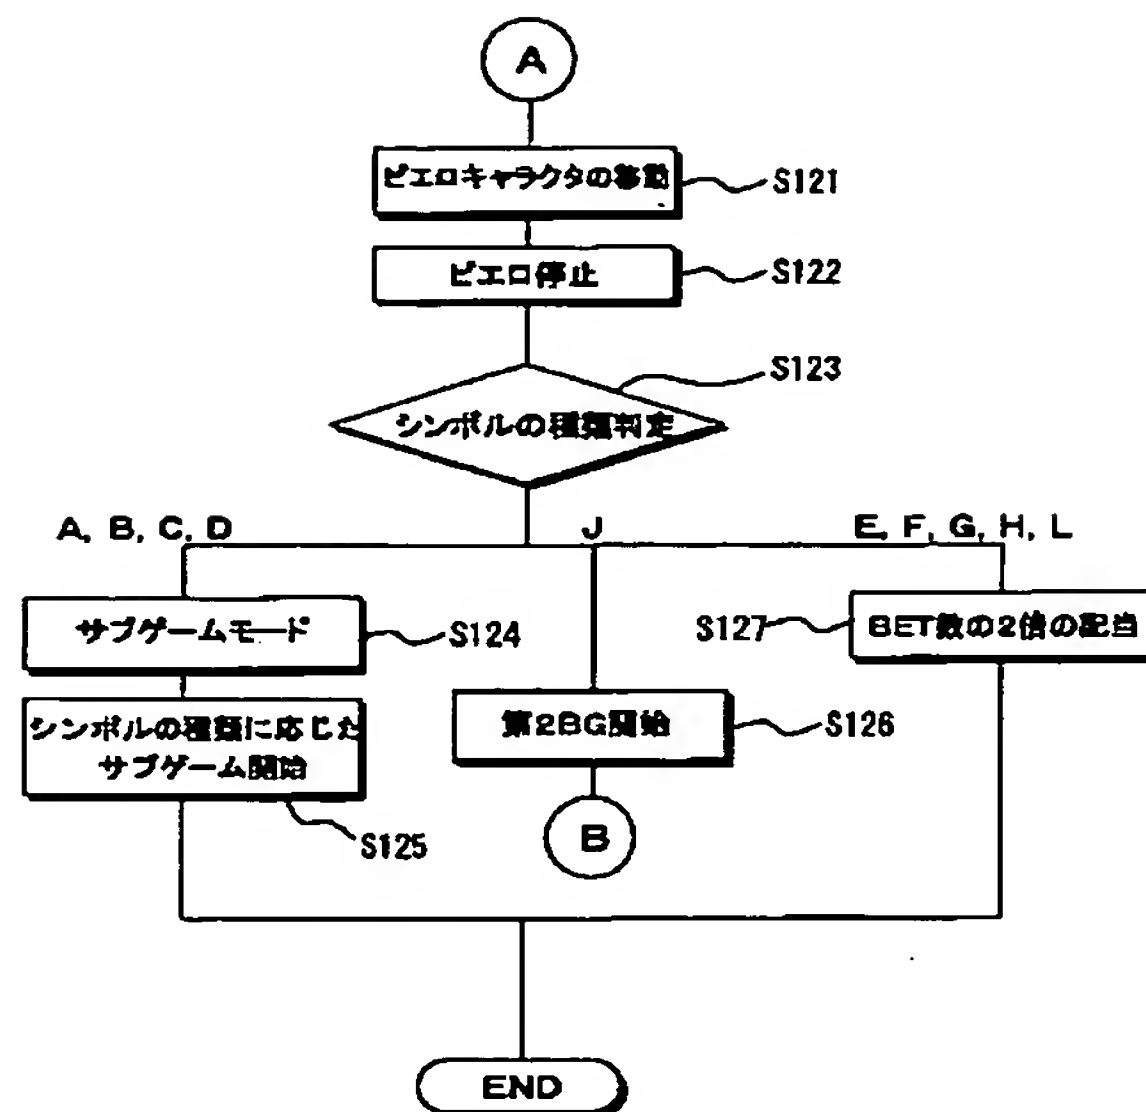 A
ピエロキャラクタの移動
S121
ピエロ停止
S122
S123
シンボルの種類判定
A, B, C, D
J
E, F, G, H, L
サブゲームモード
S124
S127
BET数の2倍の配当
シンボルの種類に応じた
サブゲーム開始
S125
第2BG開始
S126
B
END